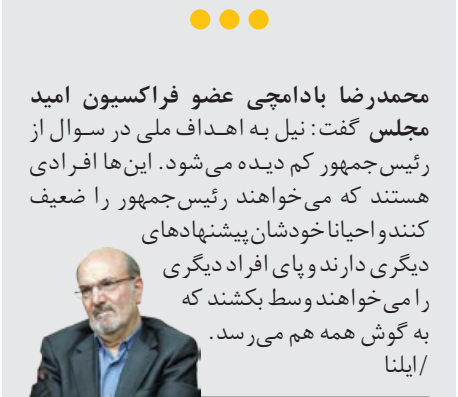 محمدرضا بادامچی عضو فراکسیون امید
مجلس گفت: نیل به اهداف ملی در سوال از
رئیس‌جمهور کم دیده می‌شود. این‌ها افرادی
هستند که می‌خواهند رئیس‌جمهور را ضعیف
کنند و احیانا خودشان پیشنهادهای
دیگری دارند و پای افراد دیگری
را می‌خواهند وسط بکشند که
به گوش همه هم می‌رسد.
/ایلنا